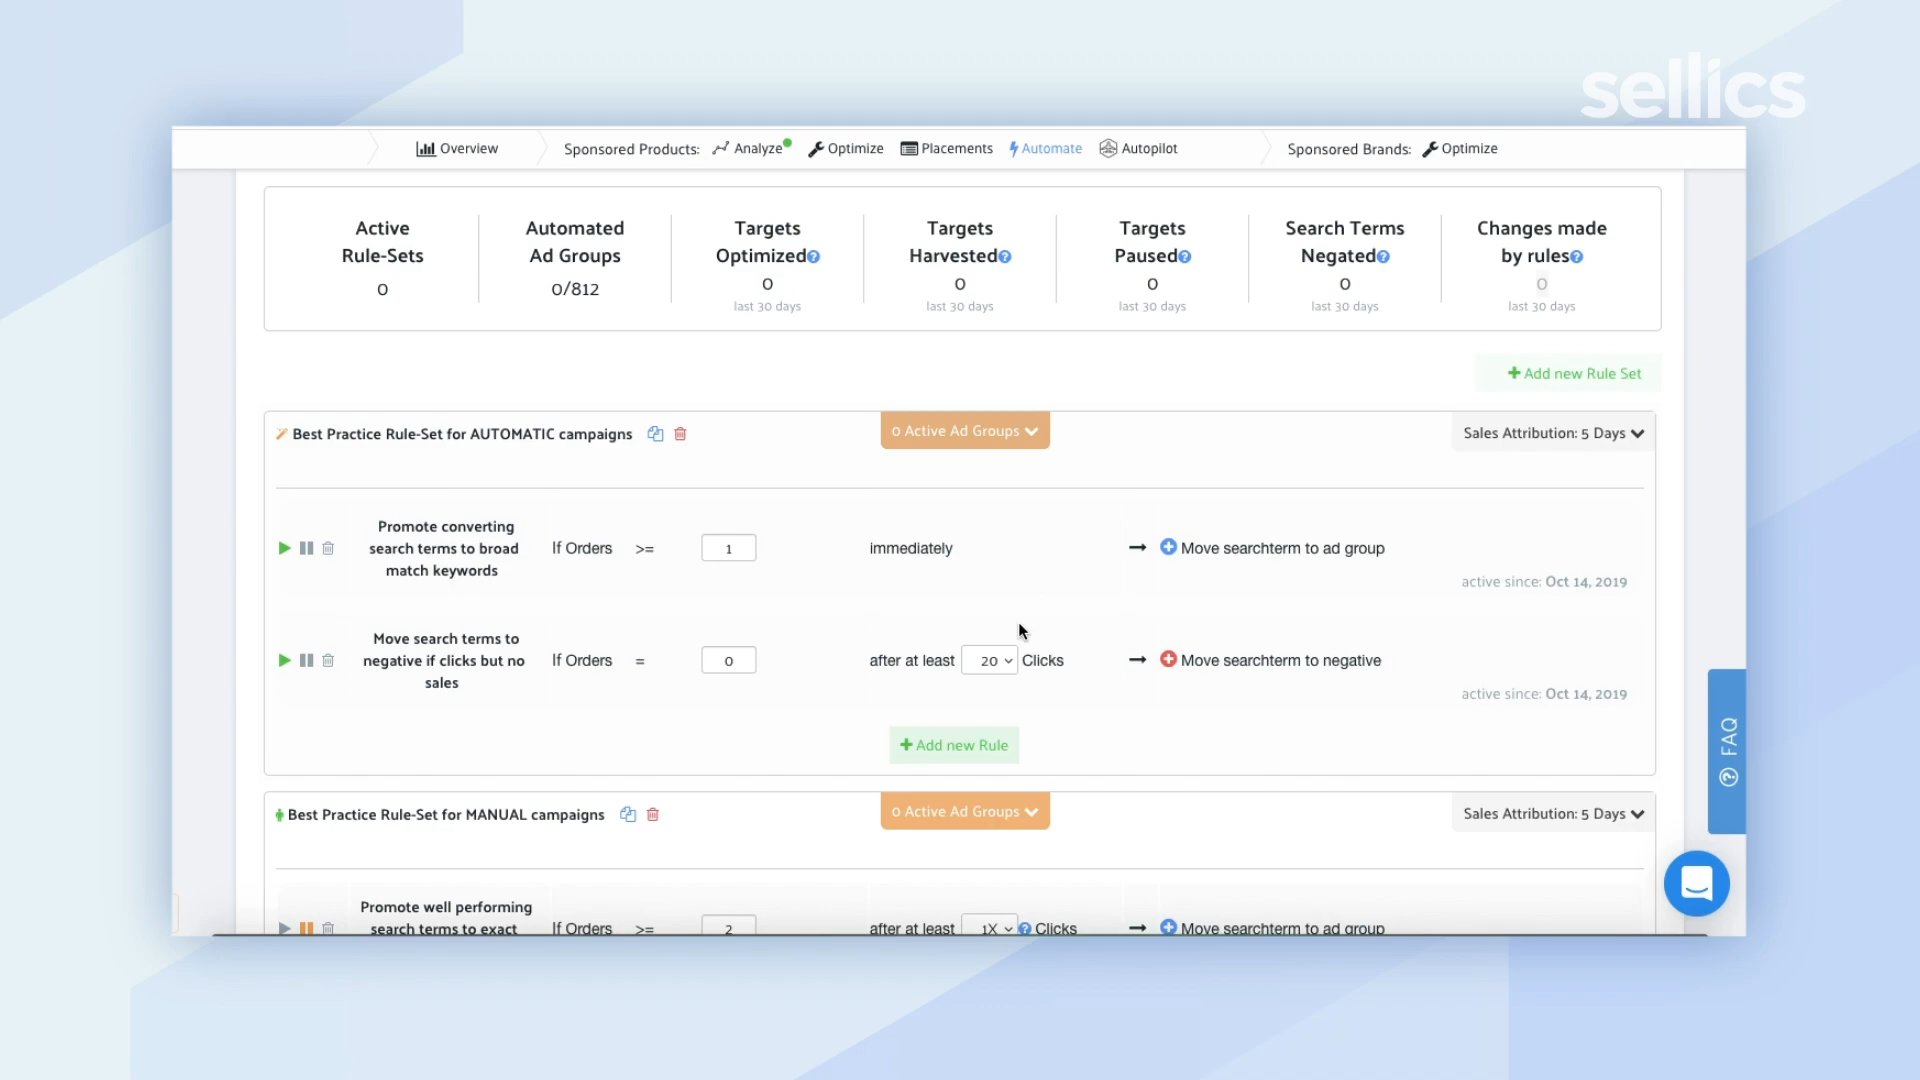 sellics
Overview
Sponsored Products:
Analyze
Optimize
Placements
Automate
Autopilot
Sponsored Brands:
Optimize
Active
Rule-Sets
0
Automated
Ad Groups
0/812
Targets
Optimized
0
last 30 days
Targets
Harvested
0
last 30 days
Targets
Paused
0
last 30 days
Search Terms
Negated
0
last 30 days
Changes made
by rules
0
last 30 days
+ Add new Rule Set
Best Practice Rule-Set for AUTOMATIC campaigns
0 Active Ad Groups
Sales Attribution: 5 Days
Promote converting
search terms to broad
match keywords
If Orders >= 1 immediately → Move searchterm to ad group
active since: Oct 14, 2019
Move search terms to
negative if clicks but no
sales
If Orders = 0 after at least 20 Clicks → Move searchterm to negative
active since: Oct 14, 2019
+ Add new Rule
Best Practice Rule-Set for MANUAL campaigns
0 Active Ad Groups
Sales Attribution: 5 Days
Promote well performing
search terms to exact
If Orders >= 2 after at least 1X Clicks → Move searchterm to ad group
FAQ